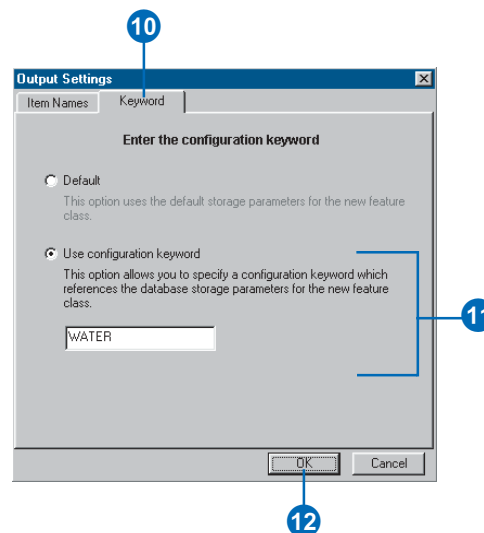 10
Output Settings
Item Names
Keyword
Enter the configuration keyword
Default
This option uses the default storage parameters for the new feature
class.
Use configuration keyword
This option allows you to specify a configuration keyword which
references the database storage parameters for the new feature
class.
11
WATER
OK
Cancel
12